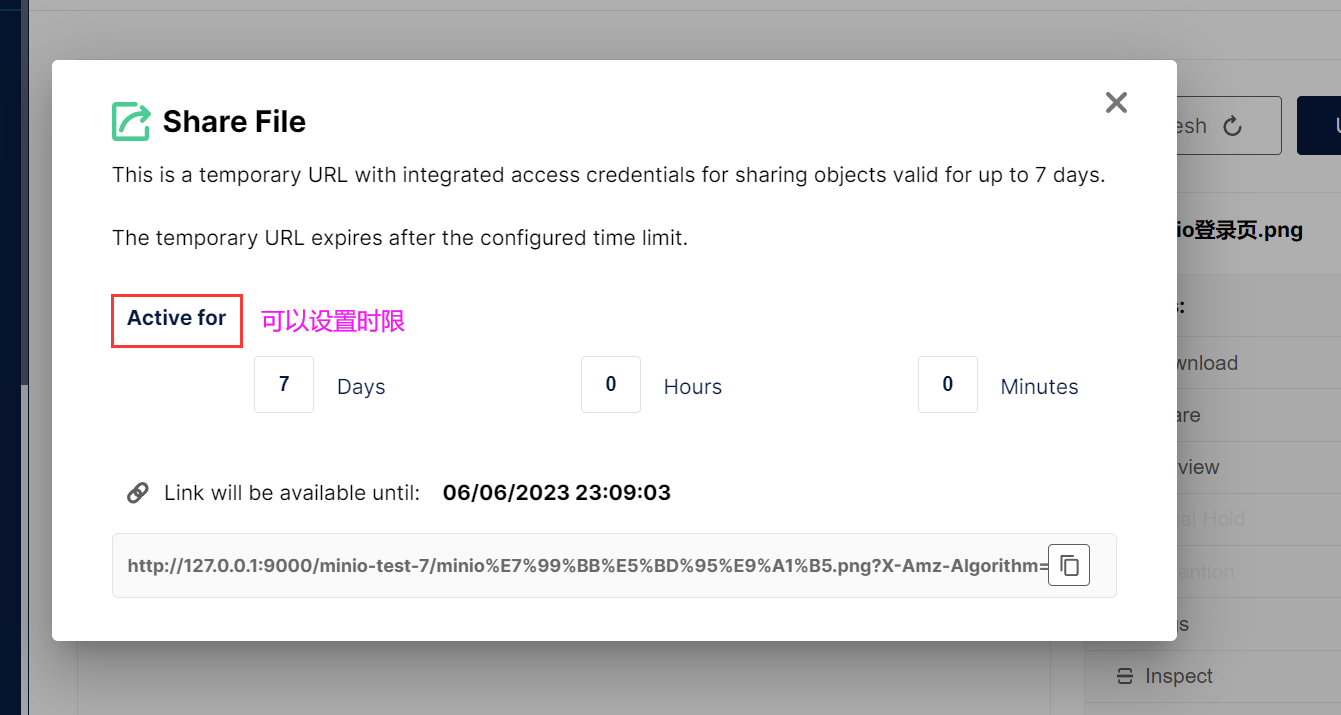 Share File
This is a temporary URL with integrated access credentials for sharing objects valid for up to 7 days.
The temporary URL expires after the configured time limit.
Active for 可以设置时限
7 Days 0 Hours 0 Minutes
Link will be available until: 06/06/2023 23:09:03
http://127.0.0.1:9000/minio-test-7/minio%E7%99%BB%E5%BD%95%E9%A1%B5.png?X-Amz-Algorithm=
esh
io登录页.png
s:
wnload
are
view
al Hold
ention
s
Inspect